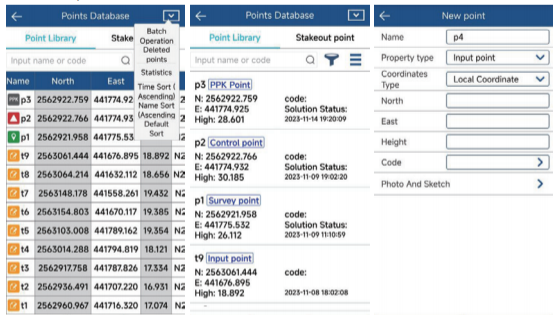 Points Database
Point Library
Stake
Batch
Operation
Deleted
points
Statistics
Time Sort (
Ascending)
Name Sort
(Ascending
Default
Sort
Input name or code
Name North East
p3 2562922.759 441774.92
p2 2562922.766 441774.93
p1 2562921.958 441775.53
t9 2563061.444 441676.895 18.892 N2
t8 2563064.214 441632.112 18.656 N2
t7 2563148.178 441558.261 19.432 N2
t6 2563154.803 441670.117 19.385 N2
t5 2563103.008 441789.162 19.354 N2
t4 2563014.288 441794.819 18.121 N2
t3 2562917.758 441787.826 17.334 N2
t2 2562936.491 441707.220 16.931 N2
t1 2562960.967 441716.320 17.074 N2
Points Database
Point Library
Stakeout point
Input name or code
p3 PPK Point
N: 2562922.759 code:
E: 441774.925 Solution Status:
High: 28.601 2023-11-14 19:20:09
p2 Control point
N: 2562922.766 code:
E: 441774.932 Solution Status:
High: 30.185 2023-11-09 19:02:20
p1 Survey point
N: 2562921.958 code:
E: 441775.532 Solution Status:
High: 26.112 2023-11-09 11:10:59
t9 Input point
N: 2563061.444 code:
E: 441676.895
High: 18.892 2023-11-08 18:02:08
New point
Name p4
Property type Input point
Coordinates
Type
Local Coordinate
North
East
Height
Code
Photo And Sketch